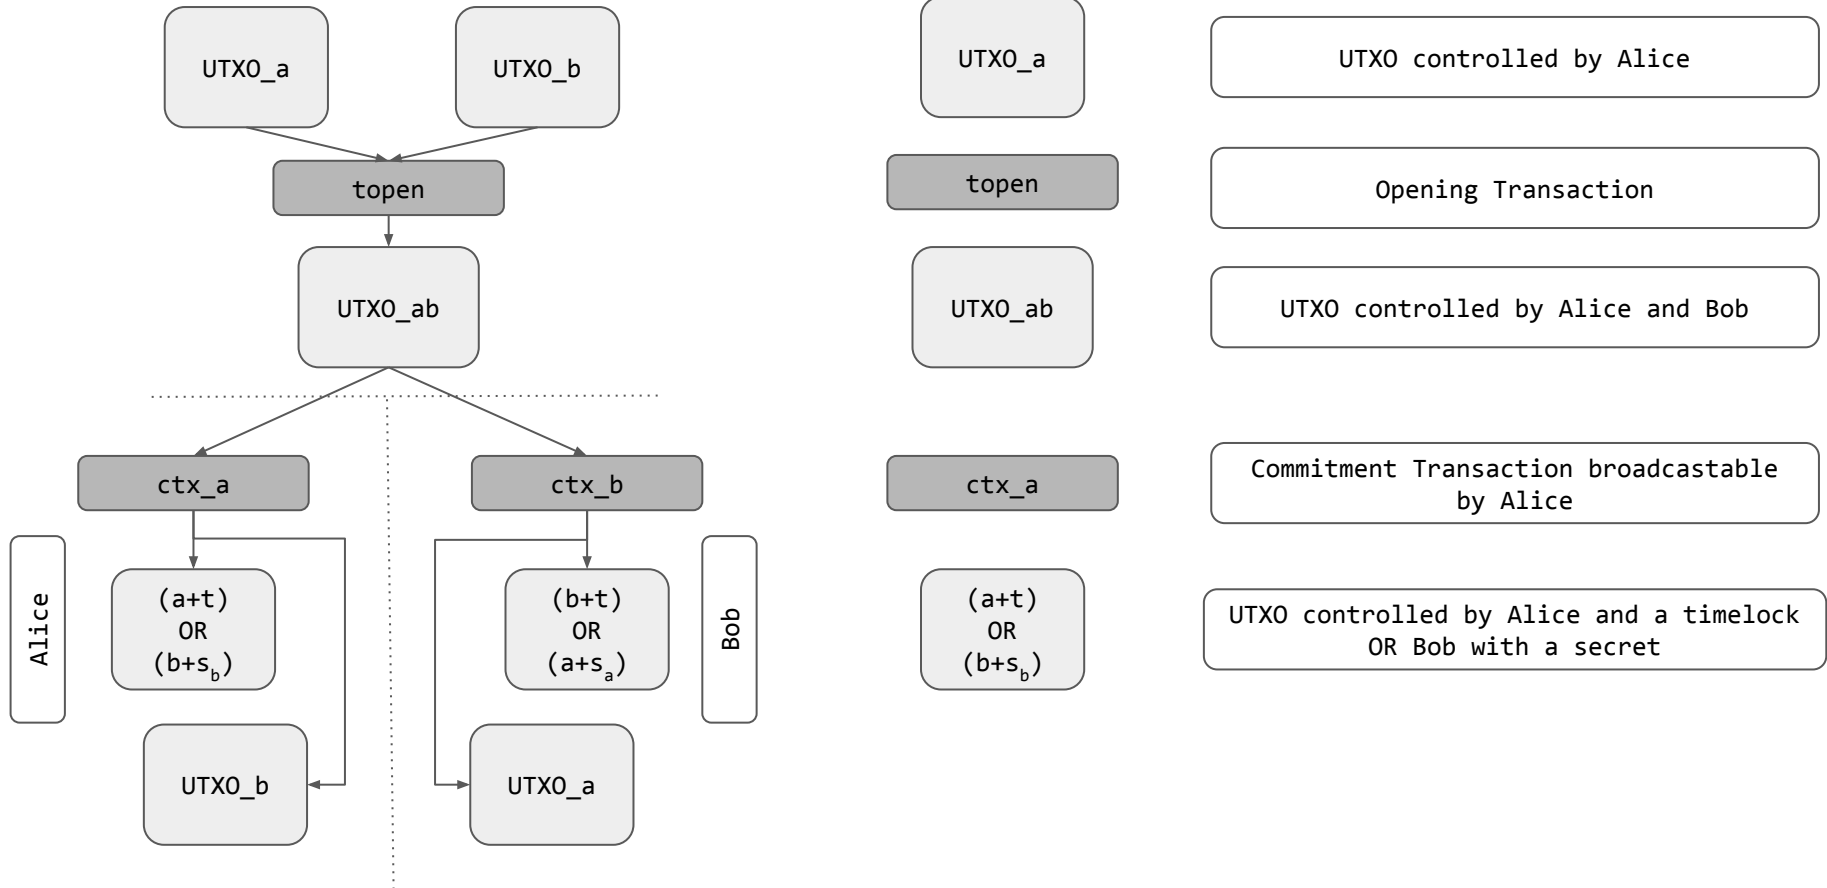 UTXO_a
UTXO_b
topen
UTXO_ab
ctx_a
ctx_b
Alice
(a+t)
OR
(b+s_b)
(b+t)
OR
(a+s_a)
Bob
UTXO_b
UTXO_a
UTXO_a
UTXO controlled by Alice
topen
Opening Transaction
UTXO_ab
UTXO controlled by Alice and Bob
ctx_a
Commitment Transaction broadcastable
by Alice
(a+t)
OR
(b+s_b)
UTXO controlled by Alice and a timelock
OR Bob with a secret